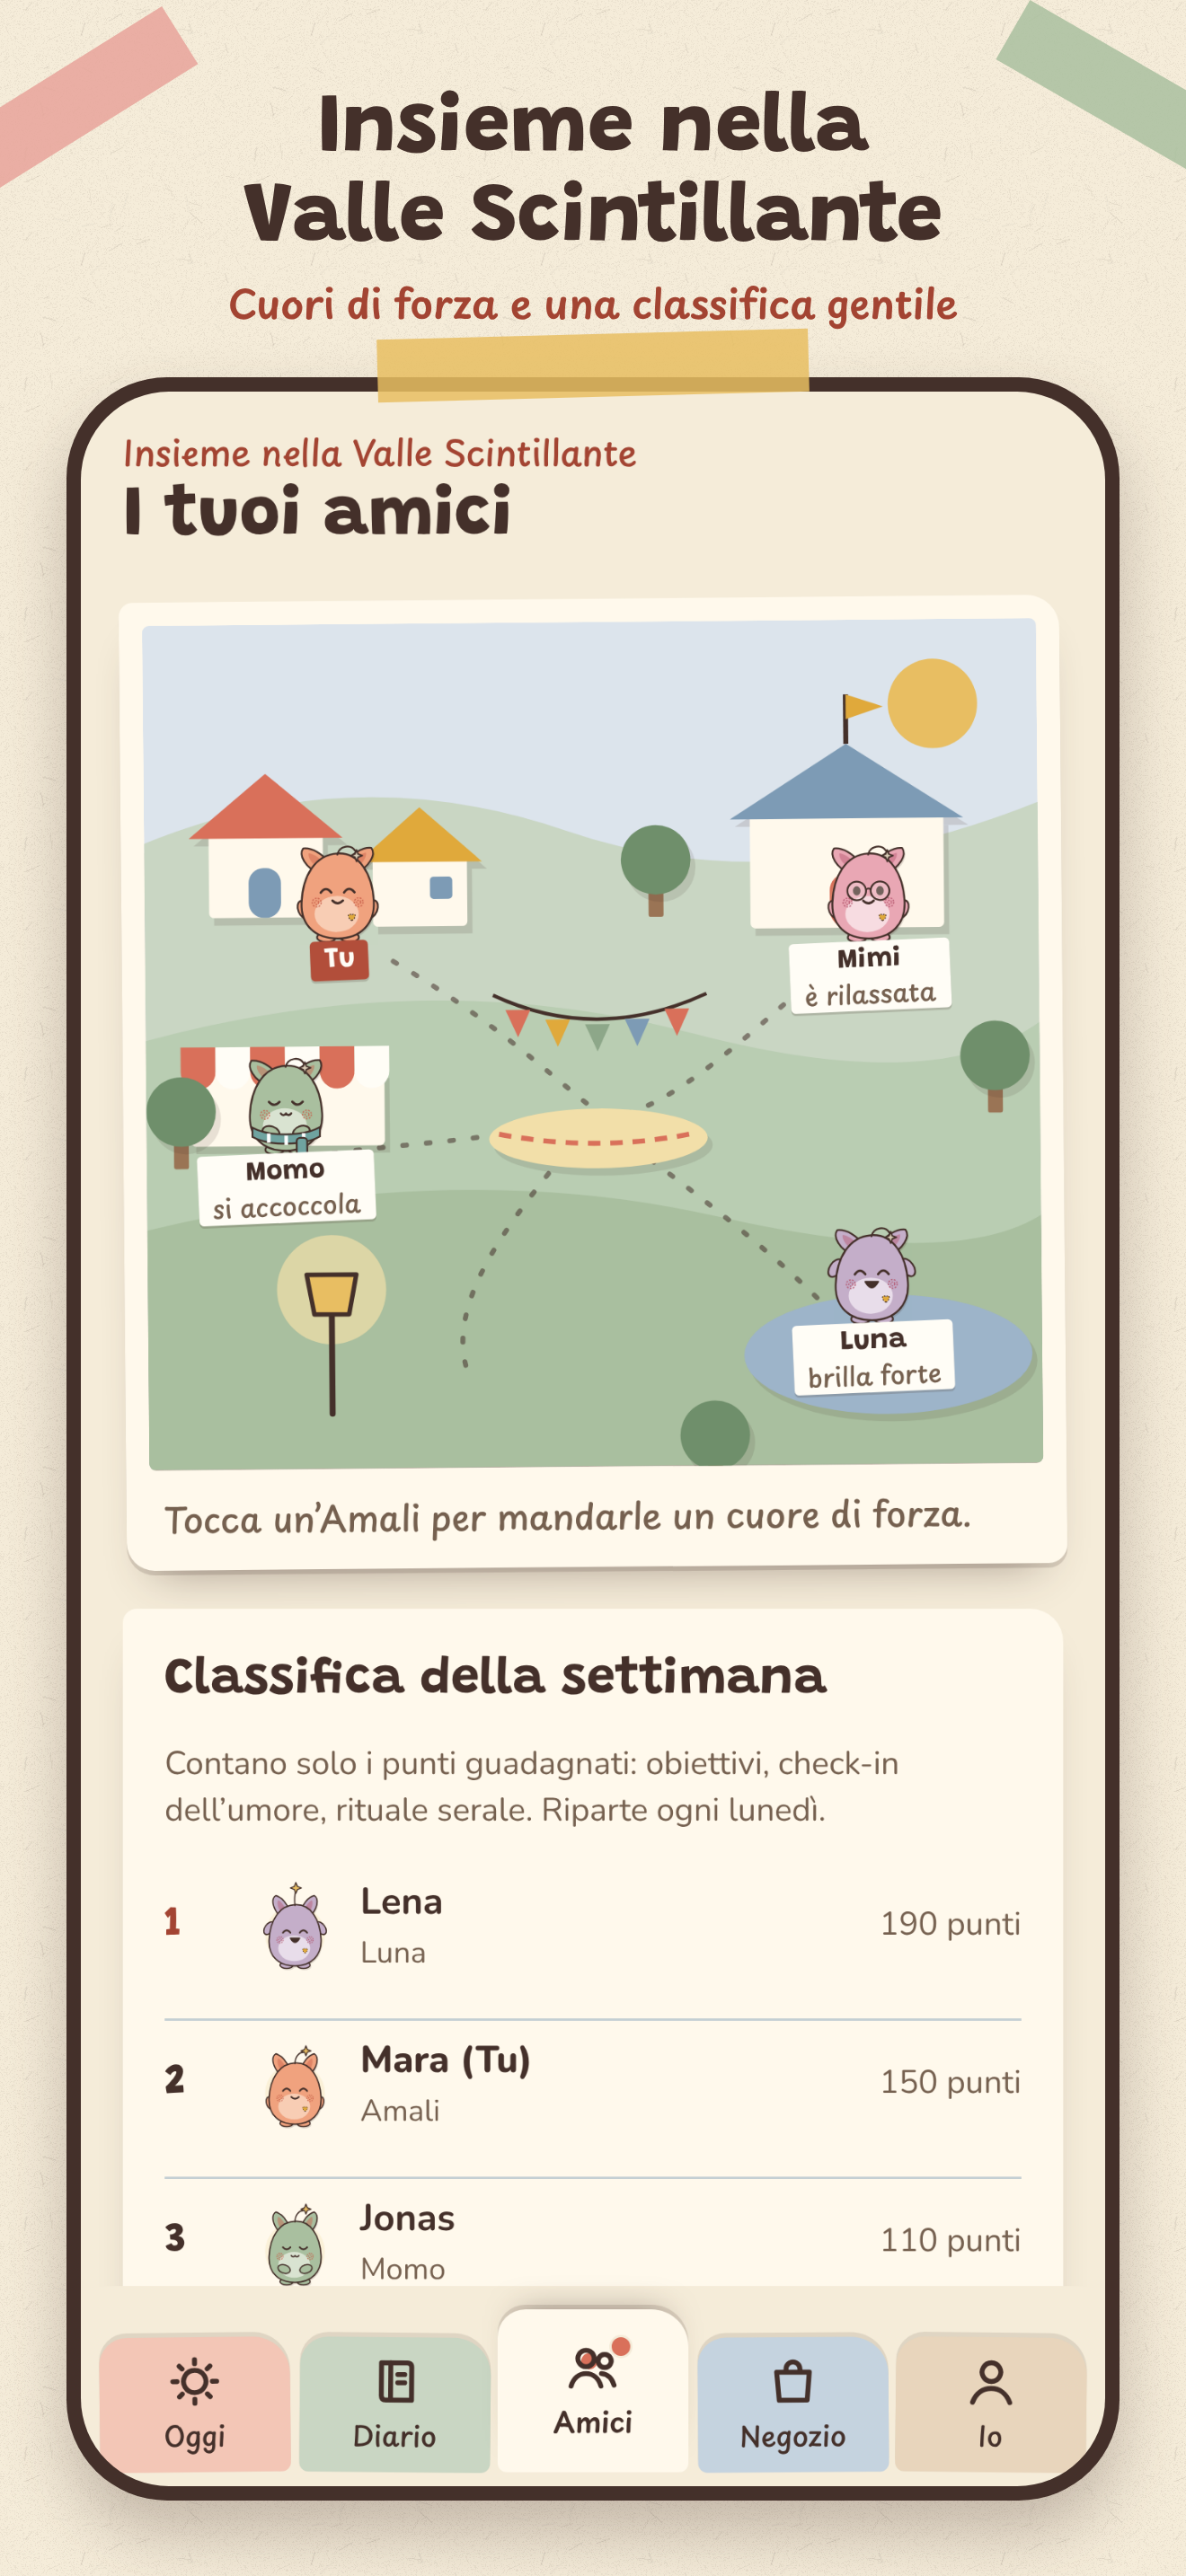 Insieme nella
Valle Scintillante
Cuori di forza e una classifica gentile
Insieme nella Valle Scintillante
I tuoi amici
Tu
Mimi
è rilassata
Momo
si accoccola
Luna
brilla forte
Tocca un’Amali per mandarle un cuore di forza.
Classifica della settimana
Contano solo i punti guadagnati: obiettivi, check-in
dell’umore, rituale serale. Riparte ogni lunedì.
1
Lena
Luna
190 punti
2
Mara (Tu)
Amali
150 punti
3
Jonas
Momo
110 punti
Oggi
Diario
Amici
Negozio
Io